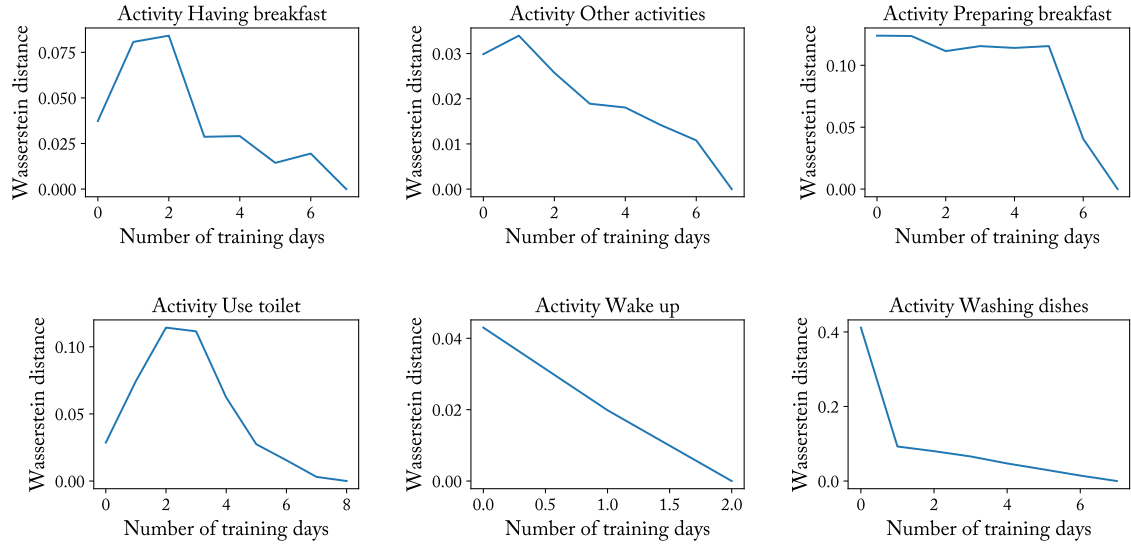 Activity Having breakfast
Wasserstein distance
0.075
0.050
0.025
0.000
0 2 4 6
Number of training days
Activity Other activities
Wasserstein distance
0.03
0.02
0.01
0.00
0 2 4 6
Number of training days
Activity Preparing breakfast
Wasserstein distance
0.10
0.05
0.00
0 2 4 6 8
Number of training days
Activity Use toilet
Wasserstein distance
0.10
0.05
0.00
0 2 4 6 8
Number of training days
Activity Wake up
Wasserstein distance
0.04
0.02
0.00
0.0 0.5 1.0 1.5 2.0
Number of training days
Activity Washing dishes
Wasserstein distance
0.4
0.2
0.0
0 2 4 6
Number of training days